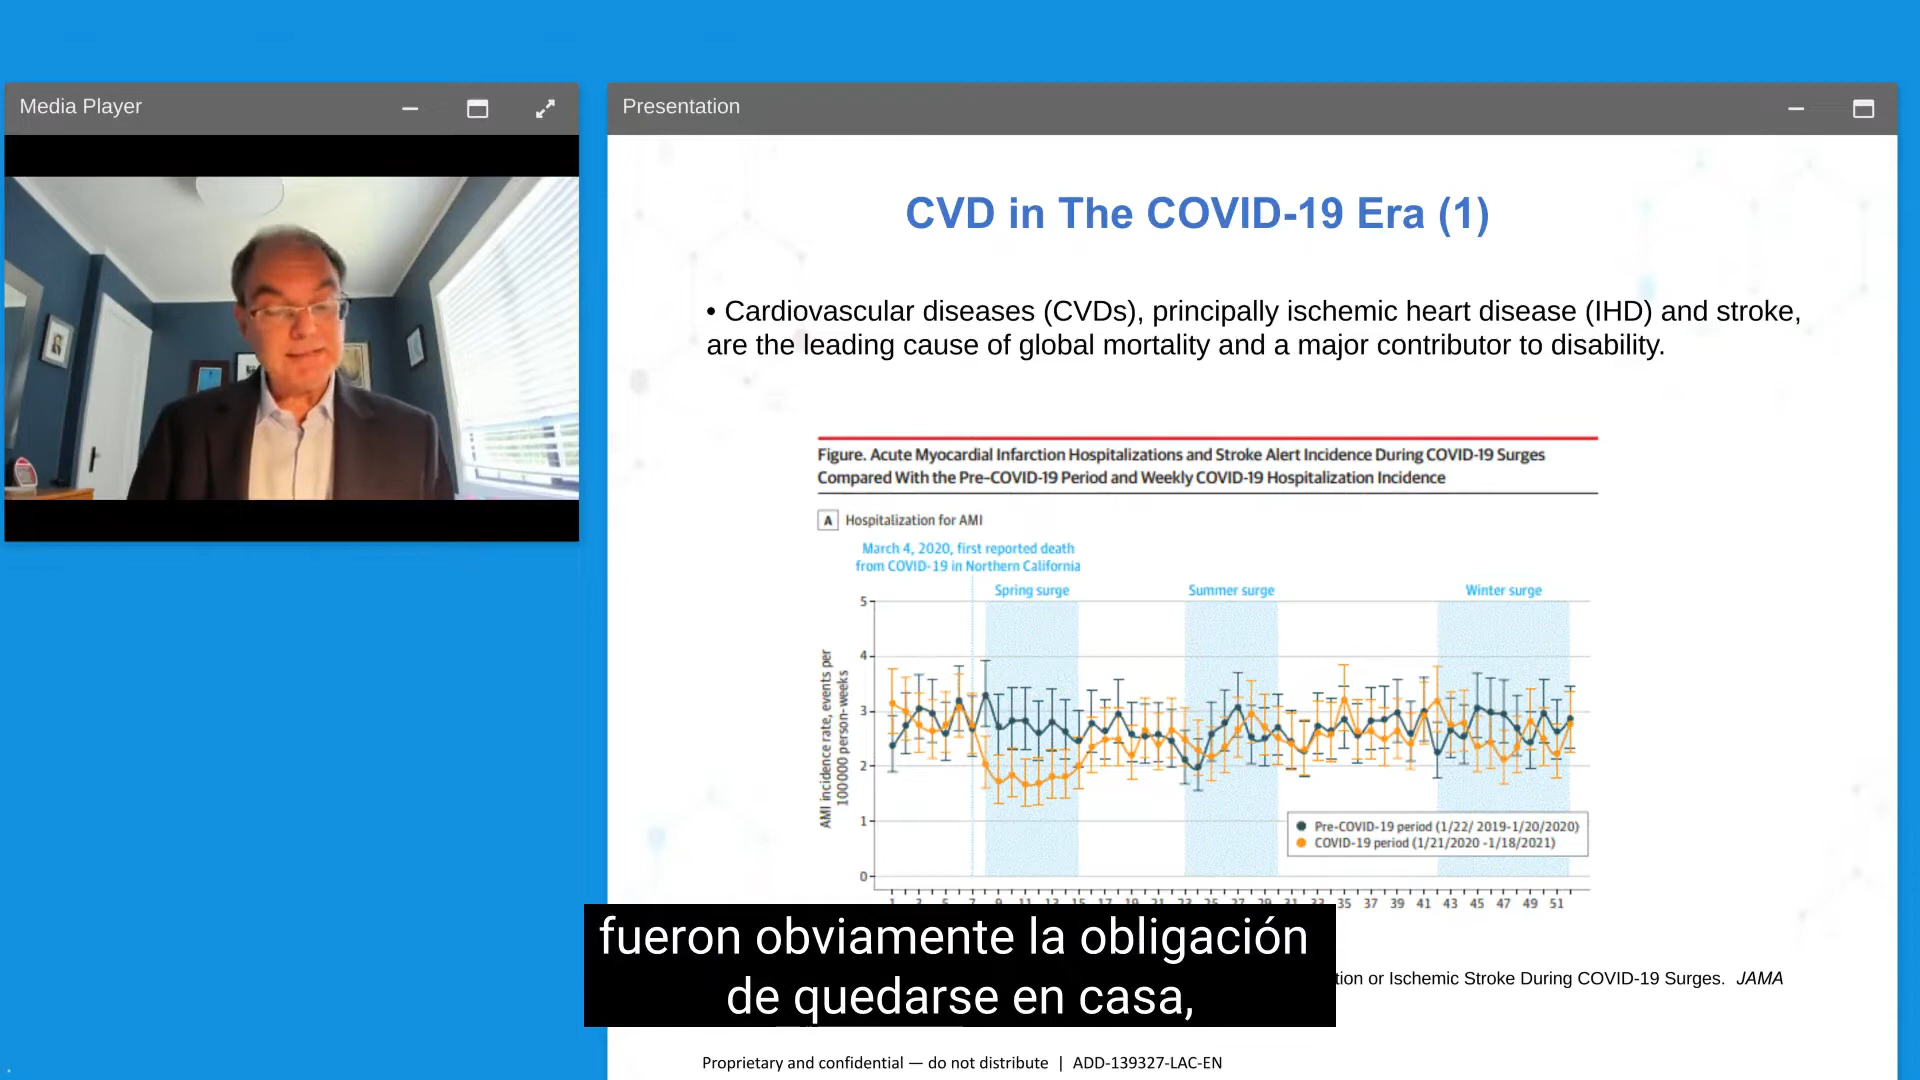 Media Player
Presentation
CVD in The COVID-19 Era (1)
• Cardiovascular diseases (CVDs), principally ischemic heart disease (IHD) and stroke,
are the leading cause of global mortality and a major contributor to disability.
Figure. Acute Myocardial Infarction Hospitalizations and Stroke Alert Incidence During COVID-19 Surges
Compared With the Pre–COVID-19 Period and Weekly COVID-19 Hospitalization Incidence
A Hospitalization for AMI
March 4, 2020, first reported death
from COVID-19 in Northern California
Spring surge Summer surge Winter surge
5
4
3
2
1
0
AMI incidence rate, events per
100 000 person-weeks
Pre-COVID-19 period (1/22/ 2019-1/20/2020)
COVID-19 period (1/21/2020 -1/18/2021)
35 37 39 41 43 45 47 49 51
fueron obviamente la obligación
de quedarse en casa,
or Ischemic Stroke During COVID-19 Surges. JAMA
Proprietary and confidential — do not distribute | ADD-139327-LAC-EN